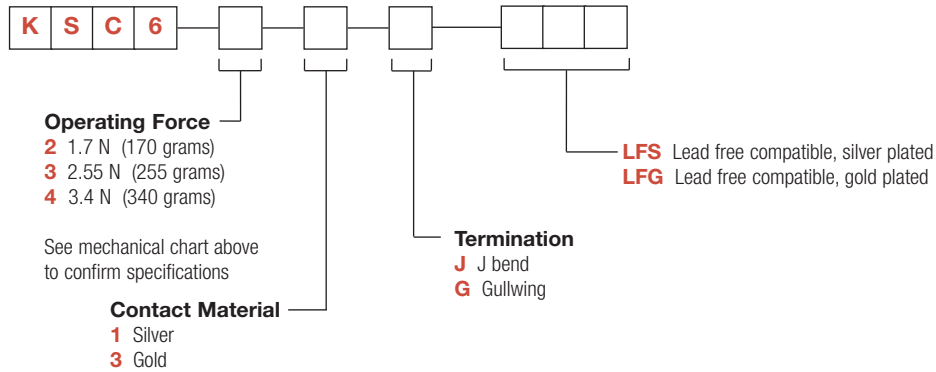 K S C 6
Operating Force
2 1.7 N (170 grams)
3 2.55 N (255 grams)
4 3.4 N (340 grams)
See mechanical chart above
to confirm specifications
Contact Material
1 Silver
3 Gold
Termination
J J bend
G Gullwing
LFS Lead free compatible, silver plated
LFG Lead free compatible, gold plated